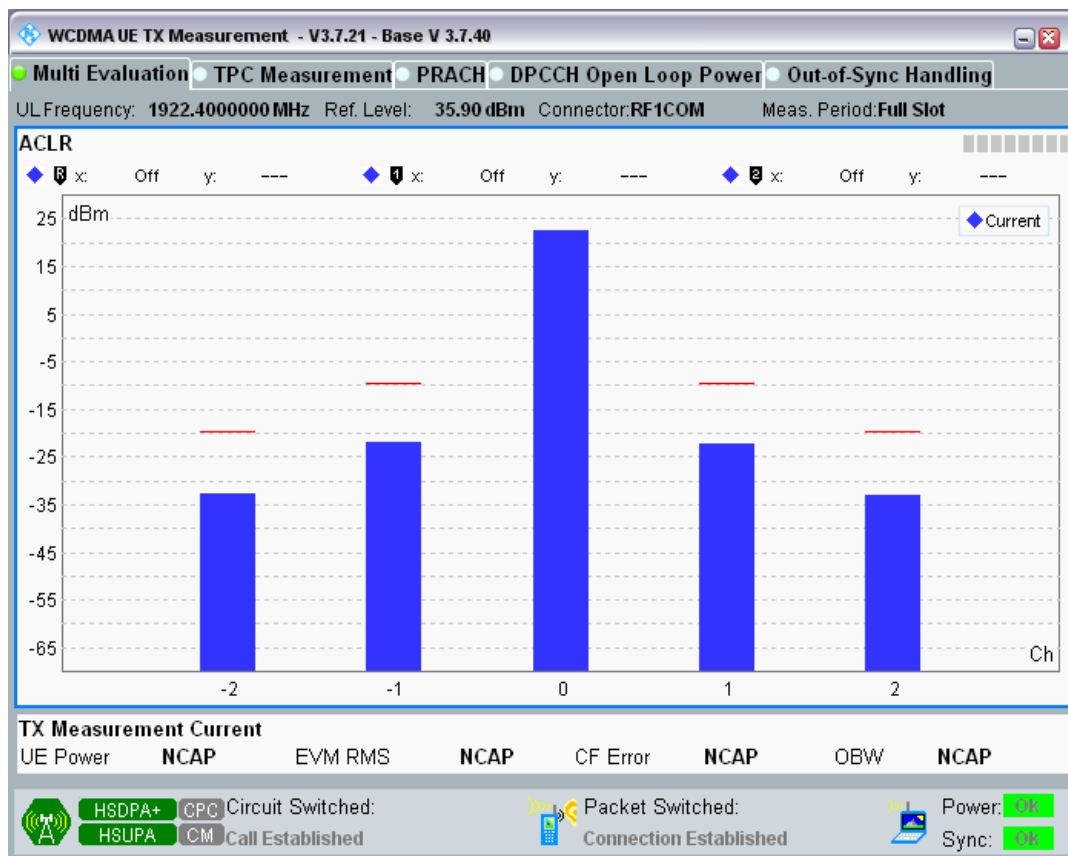 WCDMA UE TX Measurement - V3.7.21 - Base V 3.7.40
Multi Evaluation TPC Measurement PRACH DPCCH Open Loop Power Out-of-Sync Handling
UL Frequency: 1922.4000000 MHz Ref. Level: 35.90 dBm Connector:RF1COM Meas. Period:Full Slot
ACLR
R x: Off y: --- 1 x: Off y: --- 2 x: Off y: ---
dBm
Current
25
15
5
-5
-15
-25
-35
-45
-55
-65
Ch
-2 -1 0 1 2
TX Measurement Current
UE Power NCAP EVM RMS NCAP CF Error NCAP OBW NCAP
HSDPA+ CPC Circuit Switched: Packet Switched: Power: OK
HSUPA CM Call Established Connection Established Sync: OK